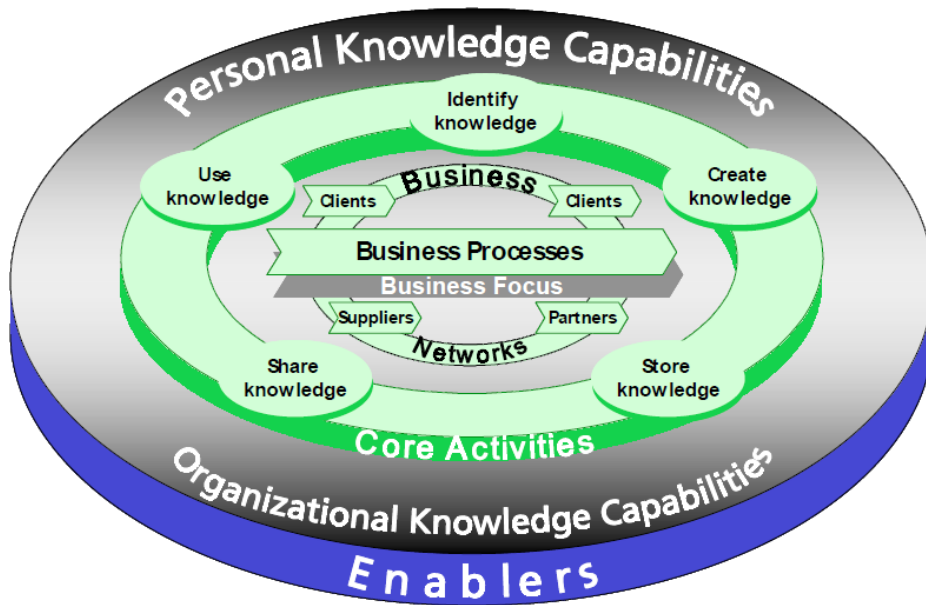 Personal Knowledge Capabilities
Identify
knowledge
Use
knowledge
Create
knowledge
Business
Clients
Clients
Business Processes
Business Focus
Suppliers
Partners
Networks
Share
knowledge
Store
knowledge
Core Activities
Organizational Knowledge Capabilities
Enablers